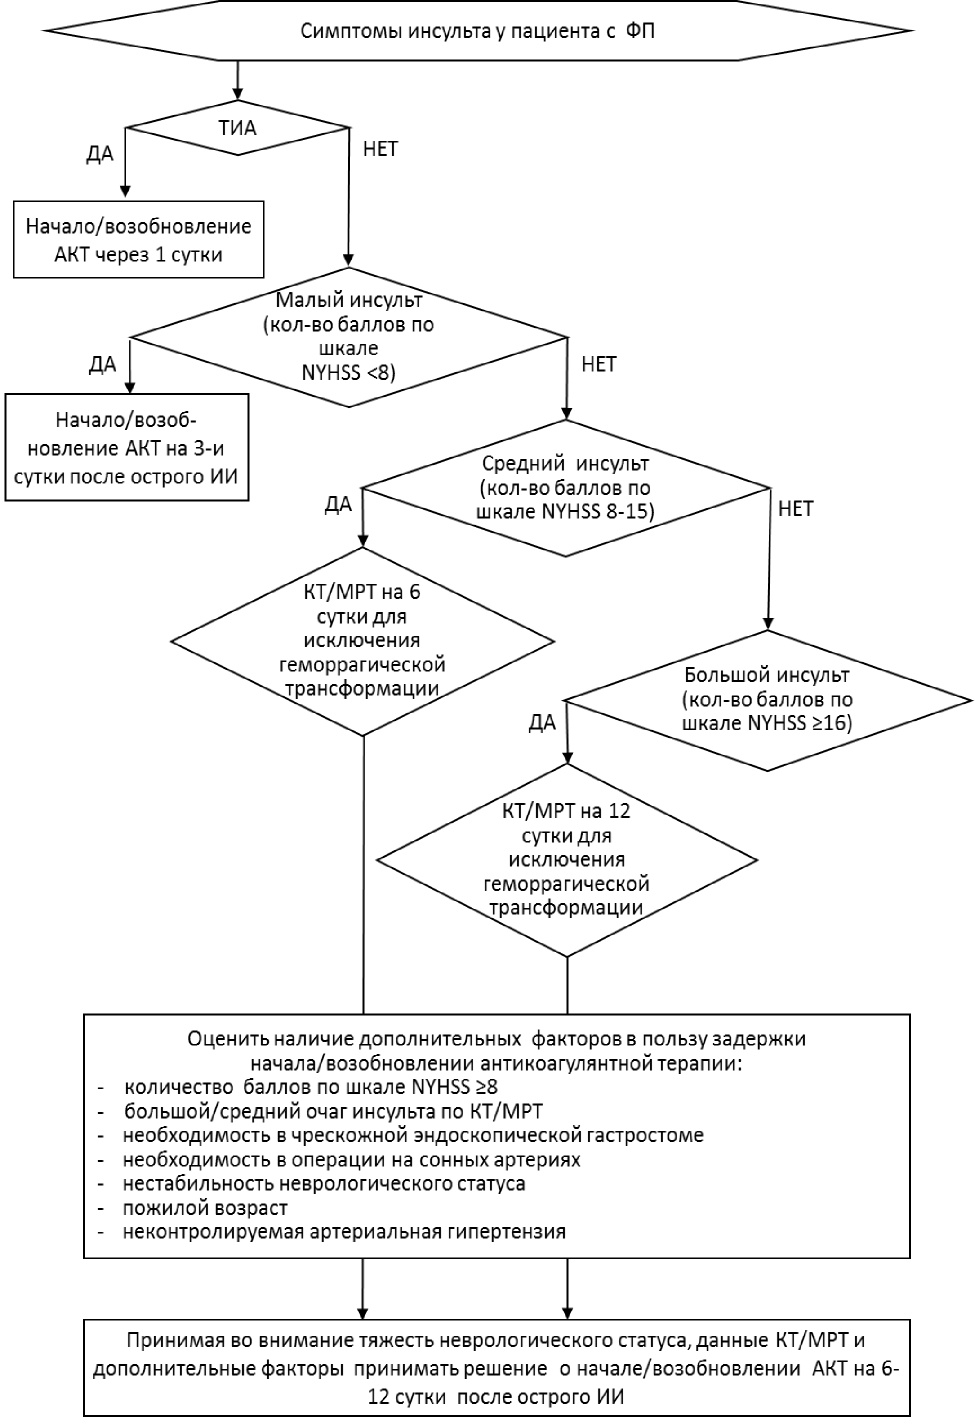 Симптомы инсульта у пациента с ФП
ТИА
ДА
НЕТ
Начало/возобновление
АКТ через 1 сутки
Малый инсульт
(кол-во баллов по
шкале
NYHSS <8)
ДА
НЕТ
Начало/возоб-
новление АКТ на 3-и
сутки после острого ИИ
Средний инсульт
(кол-во баллов по
шкале NYHSS 8-15)
ДА
НЕТ
КТ/МРТ на 6
сутки для
исключения
геморрагической
трансформации
Большой инсульт
(кол-во баллов по
шкале NYHSS ≥16)
ДА
КТ/МРТ на 12
сутки для
исключения
геморрагической
трансформации
Оценить наличие дополнительных факторов в пользу задержки
начала/возобновлении антикоагулянтной терапии:
- количество баллов по шкале NYHSS ≥8
- большой/средний очаг инсульта по КТ/МРТ
- необходимость в чрескожной эндоскопической гастростоме
- необходимость в операции на сонных артериях
- нестабильность неврологического статуса
- пожилой возраст
- неконтролируемая артериальная гипертензия
Принимая во внимание тяжесть неврологического статуса, данные КТ/МРТ и
дополнительные факторы принимать решение о начале/возобновлении АКТ на 6-
12 сутки после острого ИИ